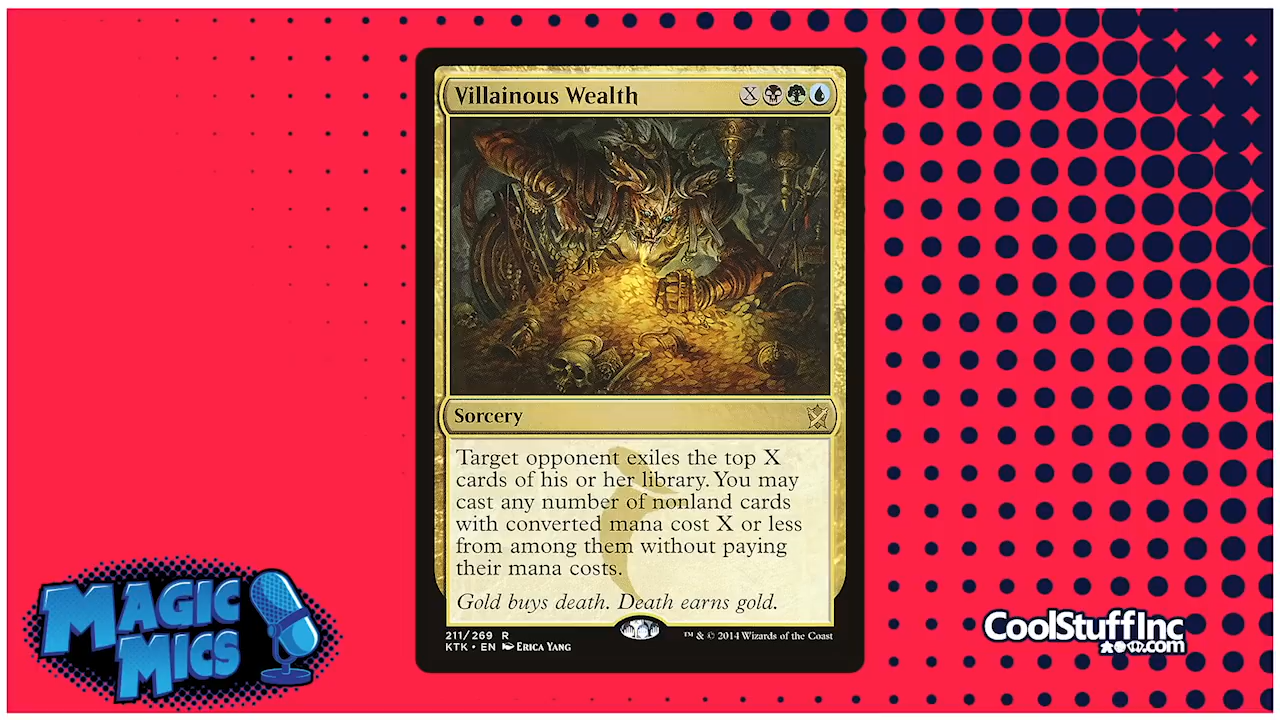 Villainous Wealth X
Sorcery
Target opponent exiles the top X
cards of his or her library. You may
cast any number of nonland cards
with converted mana cost X or less
from among them without paying
their mana costs.
Gold buys death. Death earns gold.
211/269 R ™ & © 2014 Wizards of the Coast
KTK • EN Erica Yang
MAGIC
MICS
CoolStuffInc
.com